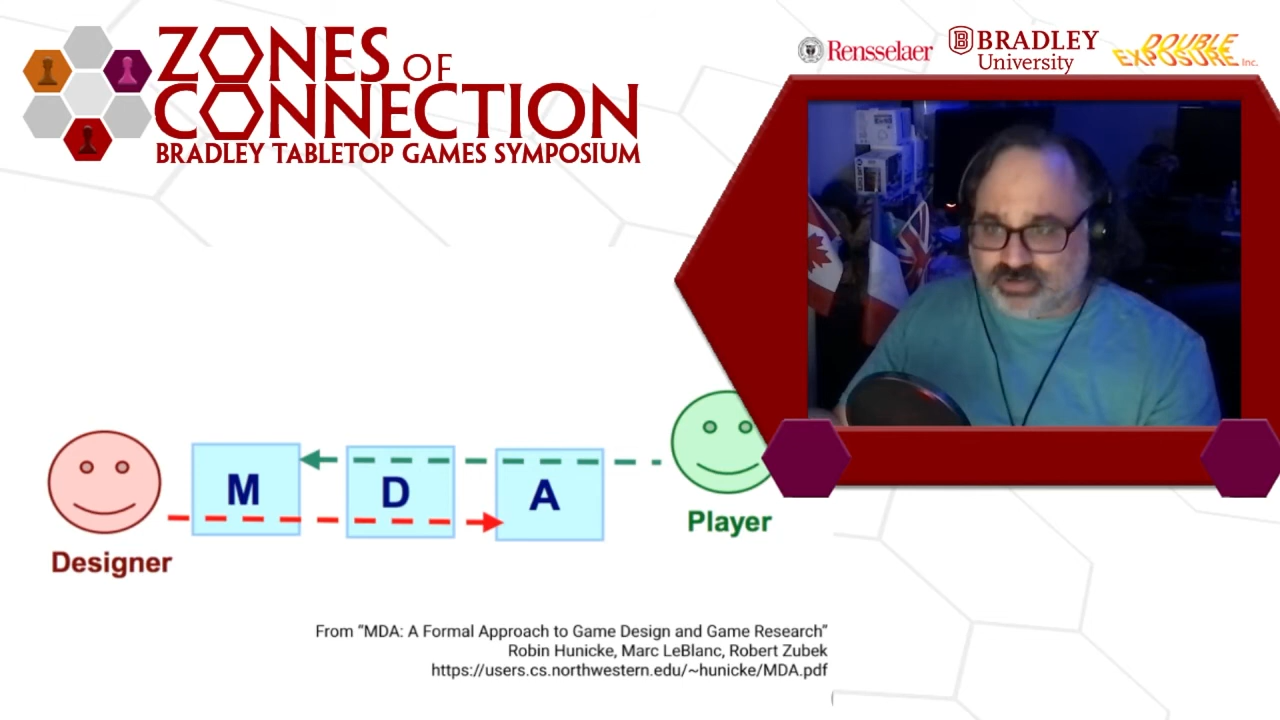 ZONES OF
CONNECTION
BRADLEY TABLETOP GAMES SYMPOSIUM
Rensselaer
BRADLEY
University
DOUBLE
EXPOSURE Inc.
M
D
A
Designer
Player
From “MDA: A Formal Approach to Game Design and Game Research”
Robin Hunicke, Marc LeBlanc, Robert Zubek
https://users.cs.northwestern.edu/~hunicke/MDA.pdf